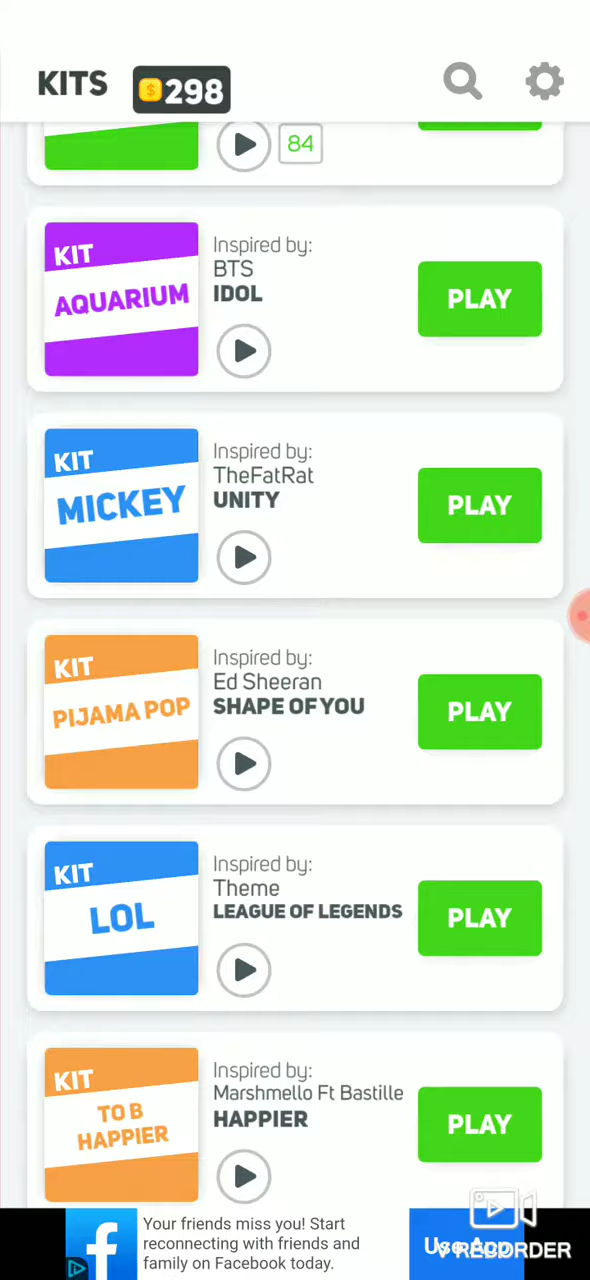 KITS
298
84
KIT
AQUARIUM
Inspired by:
BTS
IDOL
PLAY
KIT
MICKEY
Inspired by:
TheFatRat
UNITY
PLAY
KIT
PIJAMA POP
Inspired by:
Ed Sheeran
SHAPE OF YOU
PLAY
KIT
LOL
Inspired by:
Theme
LEAGUE OF LEGENDS
PLAY
KIT
TO B
HAPPIER
Inspired by:
Marshmello Ft Bastille
HAPPIER
PLAY
Your friends miss you! Start
reconnecting with friends and
family on Facebook today.
Use App
V RECORDER